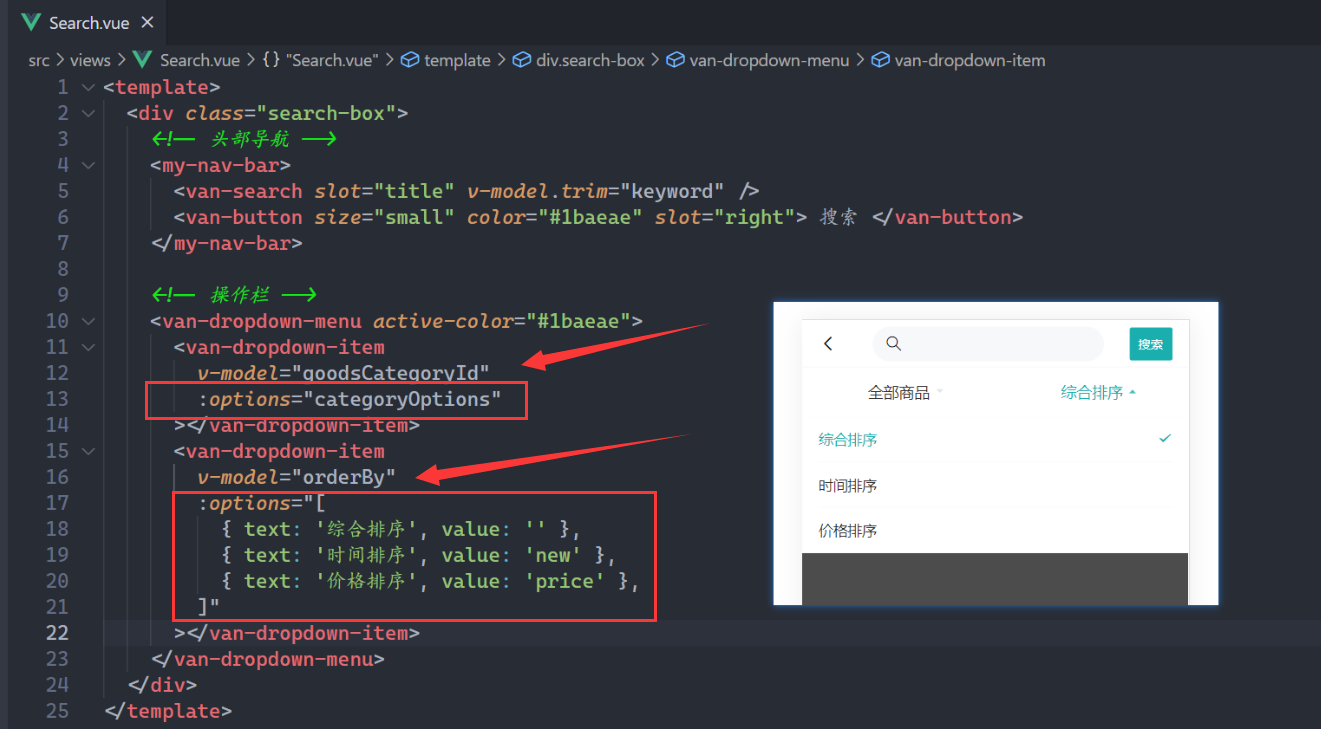 Search.vue ×
src > views > Search.vue > {} "Search.vue" > template > div.search-box > van-dropdown-menu > van-dropdown-item
1 <template>
2 <div class="search-box">
3 <!-- 头部导航 -->
4 <my-nav-bar>
5 <van-search slot="title" v-model.trim="keyword" />
6 <van-button size="small" color="#1baeae" slot="right"> 搜索 </van-button>
7 </my-nav-bar>
8
9 <!-- 操作栏 -->
10 <van-dropdown-menu active-color="#1baeae">
11 <van-dropdown-item
12 v-model="goodsCategoryId"
13 :options="categoryOptions"
14 ></van-dropdown-item>
15 <van-dropdown-item
16 v-model="orderBy"
17 :options="[
18 { text: '综合排序', value: '' },
19 { text: '时间排序', value: 'new' },
20 { text: '价格排序', value: 'price' },
21 ]"
22 ></van-dropdown-item>
23 </van-dropdown-menu>
24 </div>
25 </template>
搜索
全部商品 综合排序
综合排序
时间排序
价格排序